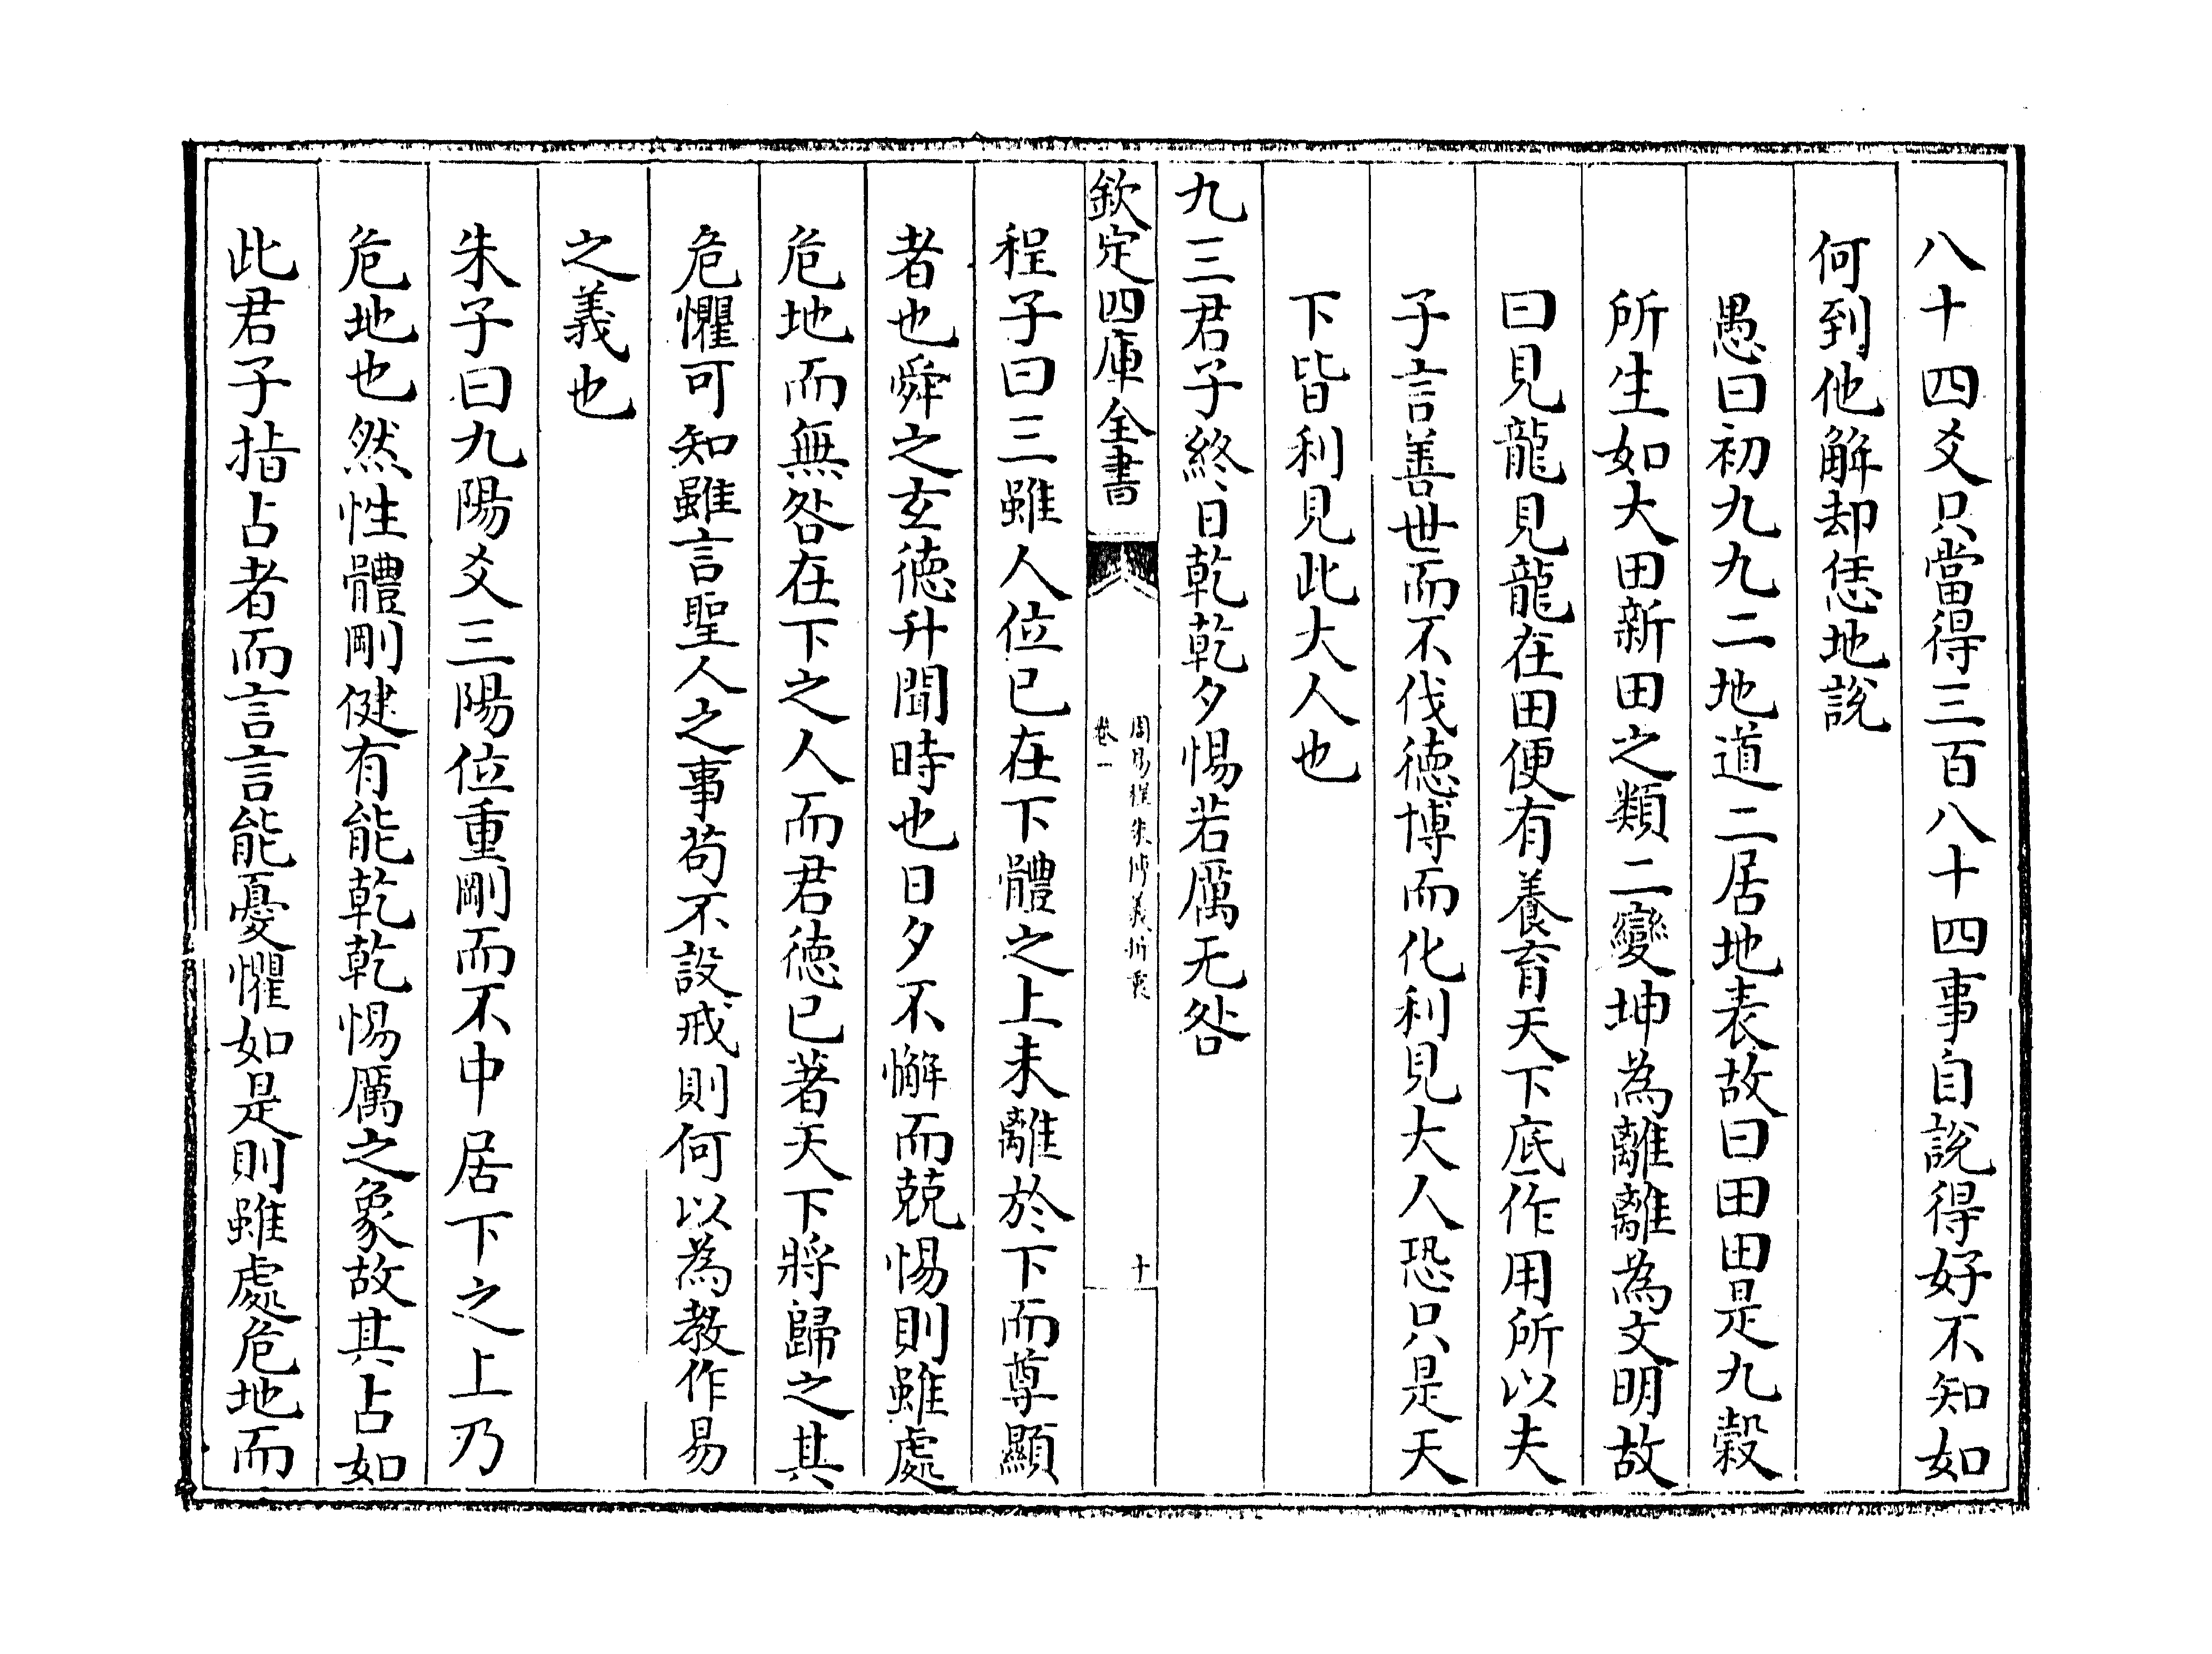 八十四爻只當得三百八十四事自說得好不知如
何到他解却恁地說
愚曰初九九二地道二居地表故曰田田是九穀
所生如大田新田之類二變坤為離離為文明故
曰見龍見龍在田便有養育天下底作用所以夫
子言善世而不伐德博而化利見大人恐只是天
下皆利見此大人也
九三君子終日乾乾夕惕若厲无咎
欽定四庫全書
周易程朱傳義折衷
卷一
十
程子曰三雖人位已在下體之上未離於下而尊顯
者也舜之玄德升聞時也日夕不懈而兢惕則雖處
危地而無咎在下之人而君德已著天下將歸之其
危懼可知雖言聖人之事苟不設戒則何以為教作易
之義也
朱子曰九陽爻三陽位重剛而不中居下之上乃
危地也然性體剛健有能乾乾惕厲之象故其占如
此君子指占者而言言能憂懼如是則雖處危地而